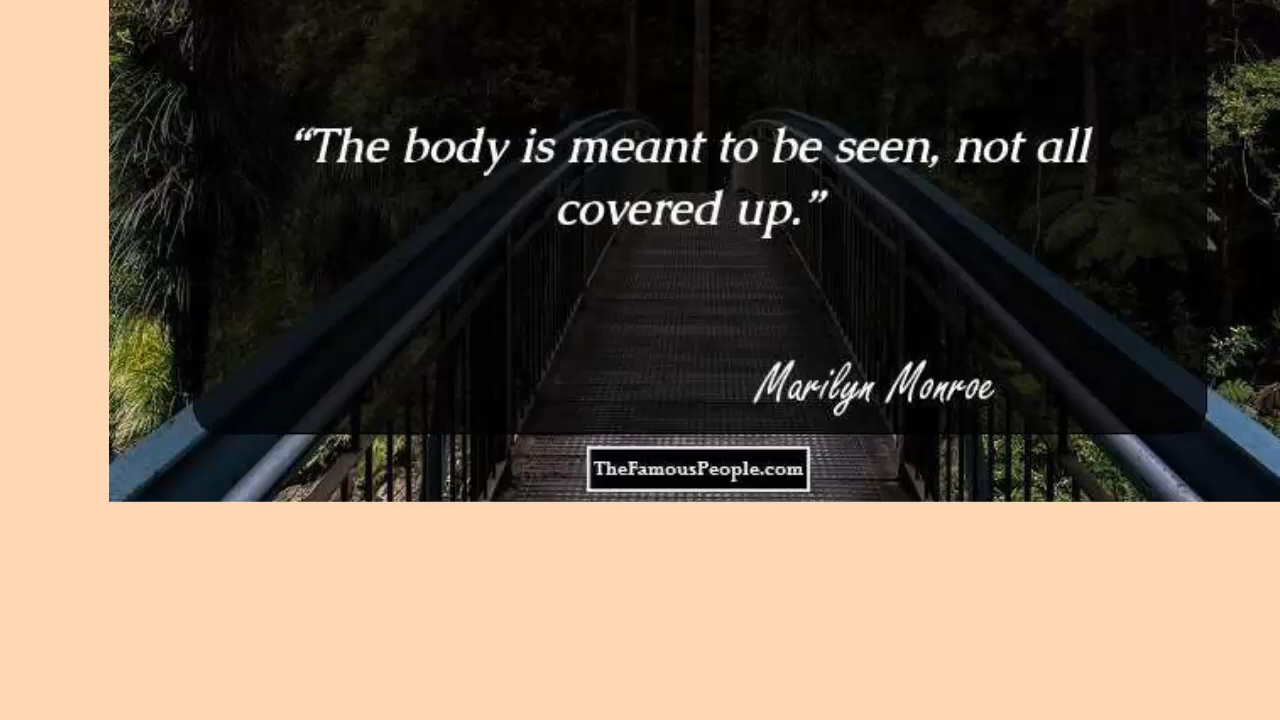 “The body is meant to be seen, not all
covered up.”
Marilyn Monroe
TheFamousPeople.com